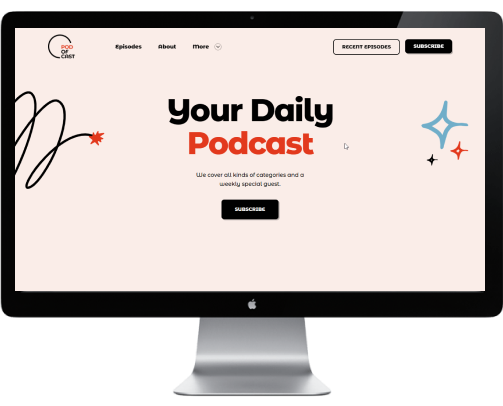 POD
OF
CAST
Episodes
About
More
RECENT EPISODES
SUBSCRIBE
Your Daily
Podcast
We cover all kinds of categories and a
weekly special guest.
SUBSCRIBE